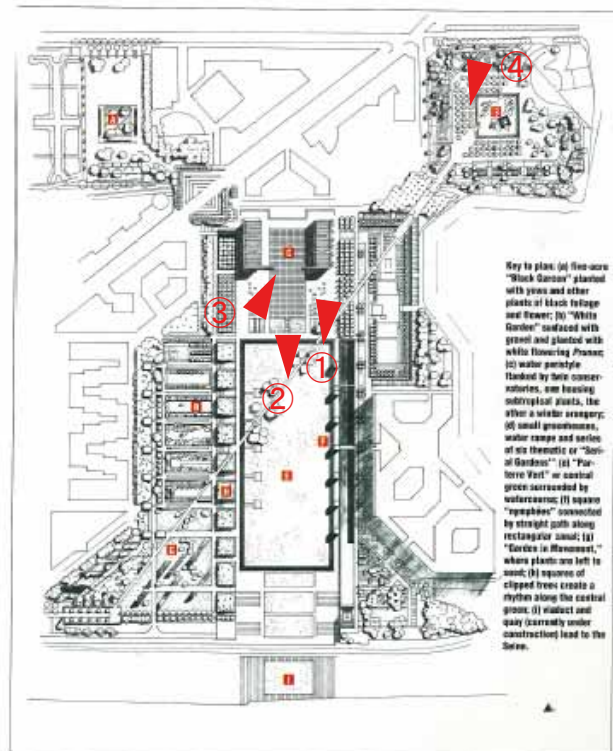 ④
A
B
C
③
①
②
D
F
E
H
I
Key to plan: (a) five-acre
"Black Garden" planted
with yews and other
plants of black foliage
and flower; (b) "White
Garden" surfaced with
gravel and planted with
white flowering Prunus;
(c) water peristyle
flanked by twin conser-
vatories, one housing
subtropical plants, the
other a winter orangery;
(d) small greenhouses,
water ramps and series
of six thematic or "Seri-
al Gardens" (e) "Par-
terre Vert" or central
green surrounded by
watercourse; (f) square
"nymphées" connected
by straight path along
rectangular canal; (g)
"Garden in Movement,"
where plants are left to
seed; (h) squares of
clipped trees create a
rhythm along the central
green; (i) viaduct and
quay (currently under
construction) lead to the
Seine.